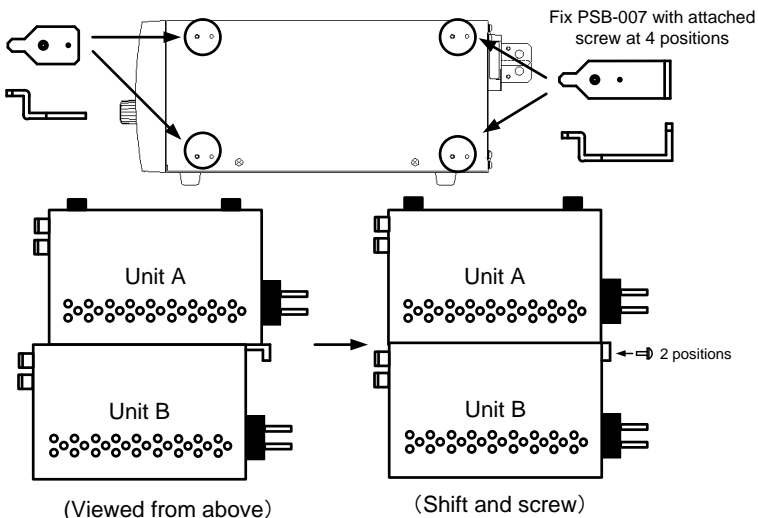 Fix PSB-007 with attached
screw at 4 positions
Unit A
Unit B
(Viewed from above)
Unit A
2 positions
Unit B
(Shift and screw)